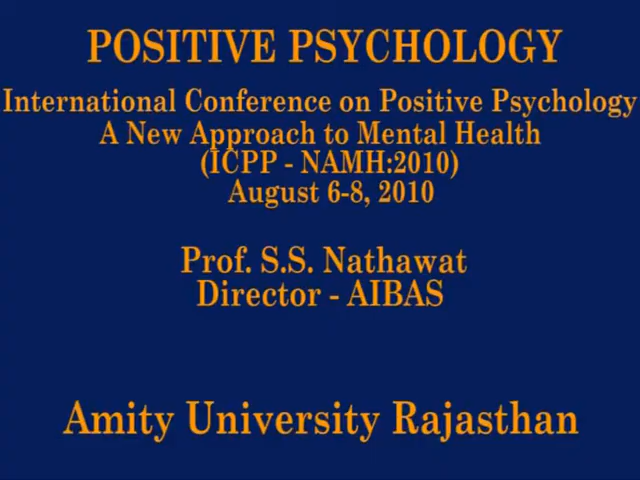 POSITIVE PSYCHOLOGY
International Conference on Positive Psychology
A New Approach to Mental Health
(ICPP - NAMH:2010)
August 6-8, 2010
Prof. S.S. Nathawat
Director - AIBAS
Amity University Rajasthan